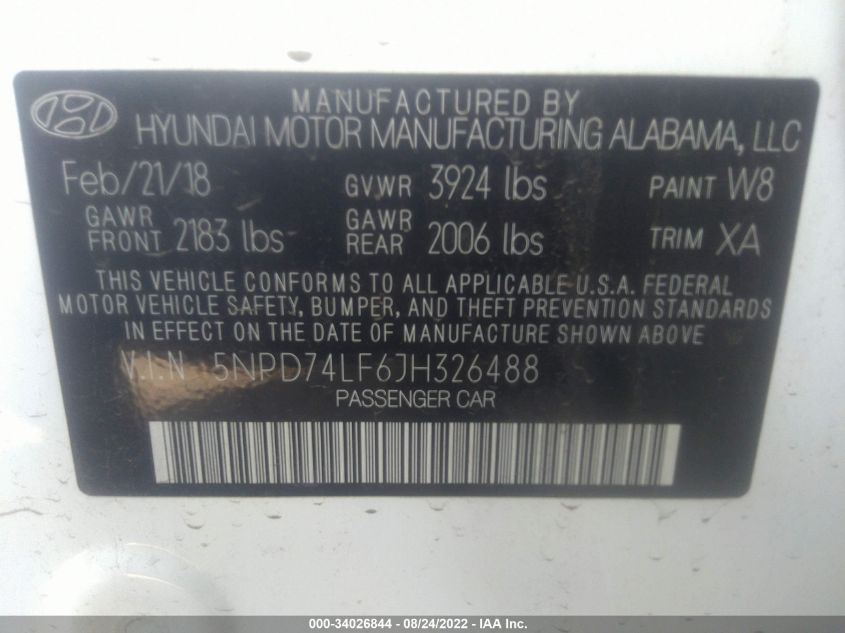 MANUFACTURED BY
HYUNDAI MOTOR MANUFACTURING ALABAMA, LLC
Feb/21/18 GVWR 3924 lbs PAINT W8
GAWR FRONT 2183 lbs GAWR REAR 2006 lbs TRIM XA
THIS VEHICLE CONFORMS TO ALL APPLICABLE U.S.A. FEDERAL
MOTOR VEHICLE SAFETY, BUMPER, AND THEFT PREVENTION STANDARDS
IN EFFECT ON THE DATE OF MANUFACTURE SHOWN ABOVE.
V.I.N 5NPD74LF6JH326488
PASSENGER CAR
000-34026844 - 08/24/2022 - IAA Inc.